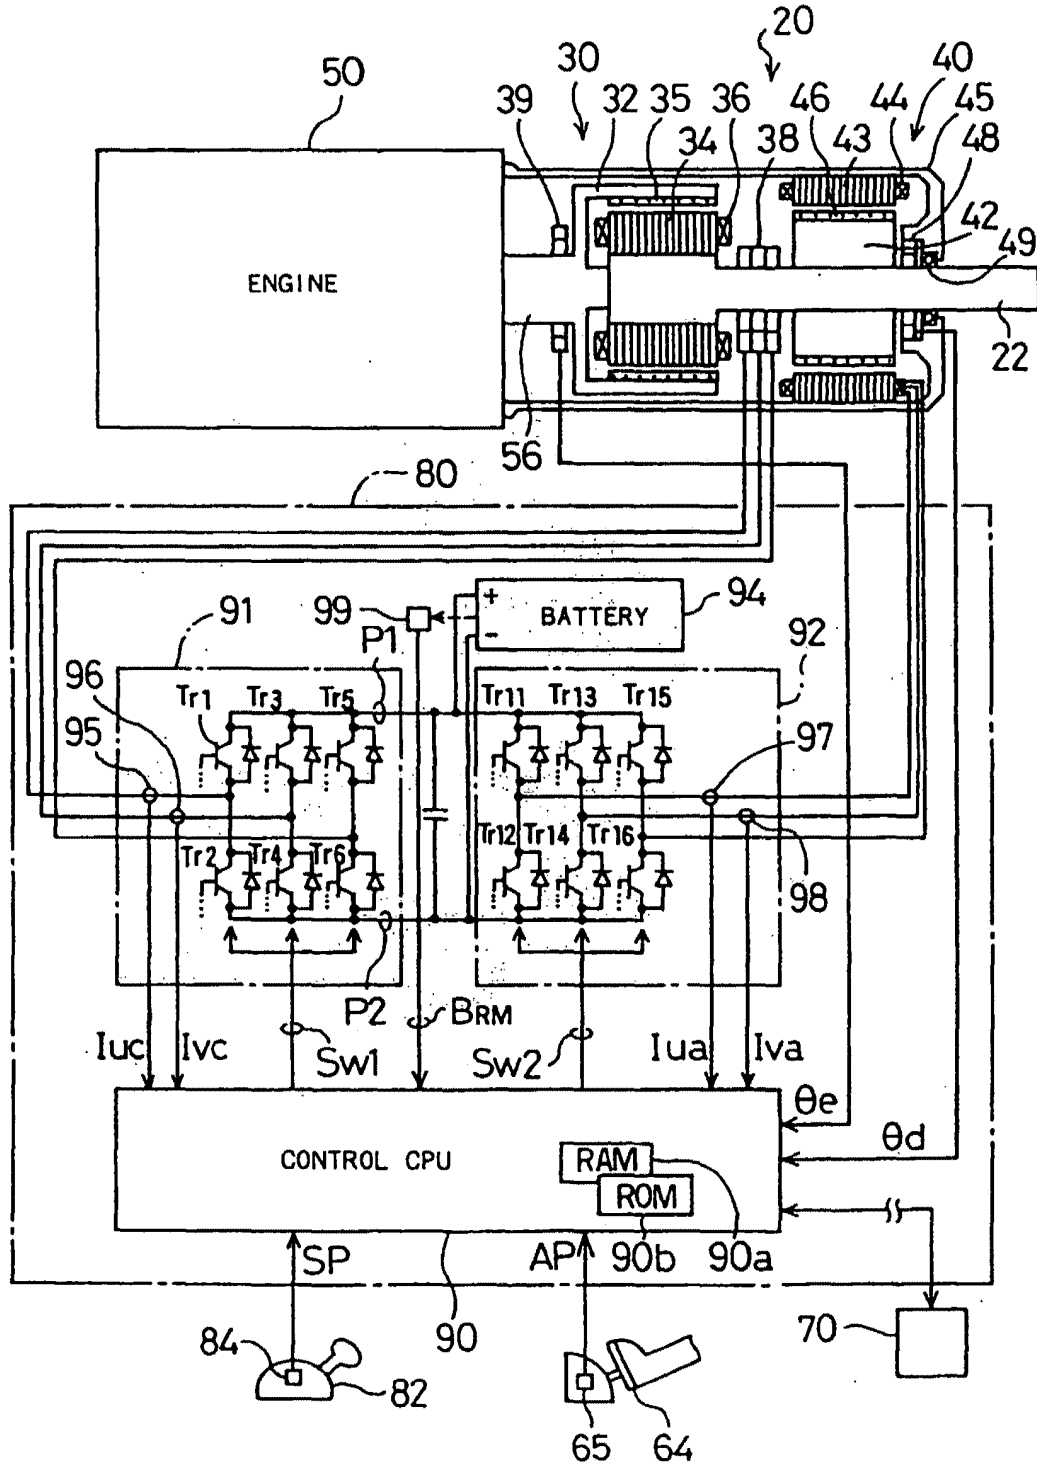 20
50
30
40
39
32
35
36
46
44
45
34
38
43
48
42
49
ENGINE
22
56
80
94
99
+
BATTERY
-
91
P1
92
96
Tr1
Tr3
Tr5
Tr11
Tr13
Tr15
95
97
Tr2
Tr4
Tr6
Tr12
Tr14
Tr16
98
P2
BRM
Iuc
Ivc
Sw1
Sw2
Iua
Iva
θe
θd
CONTROL CPU
RAM
ROM
SP
AP
90b
90a
84
90
70
82
65
64